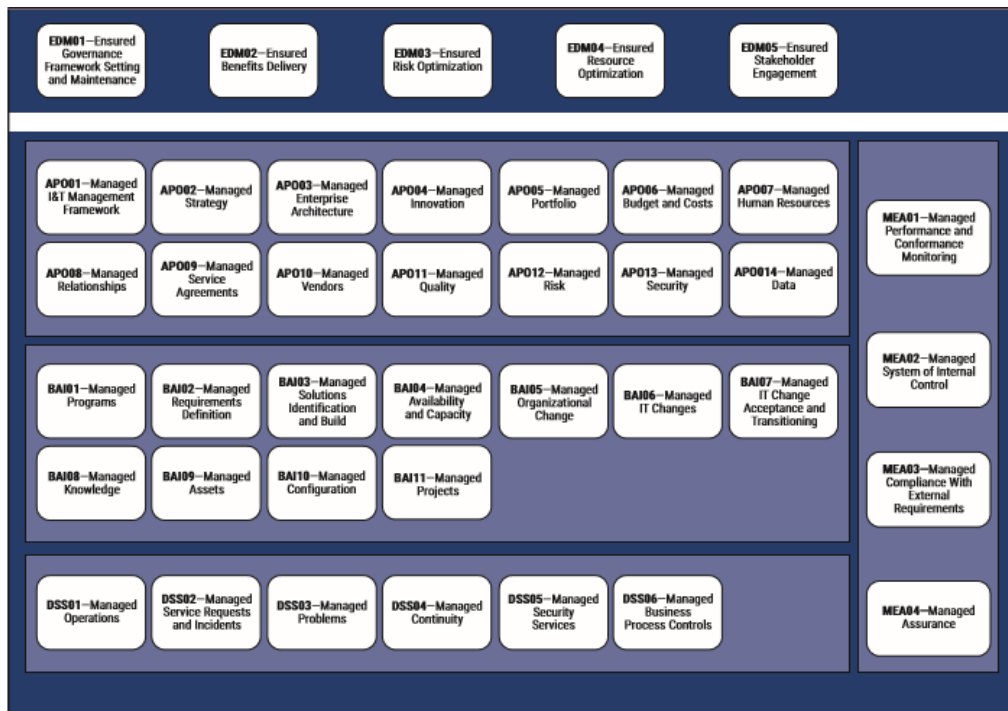 EDM01—Ensured
Governance
Framework Setting
and Maintenance
EDM02—Ensured
Benefits Delivery
EDM03—Ensured
Risk Optimization
EDM04—Ensured
Resource
Optimization
EDM05—Ensured
Stakeholder
Engagement
APO01—Managed
I&T Management
Framework
APO02—Managed
Strategy
APO03—Managed
Enterprise
Architecture
APO04—Managed
Innovation
APO05—Managed
Portfolio
APO06—Managed
Budget and Costs
APO07—Managed
Human Resources
APO08—Managed
Relationships
APO09—Managed
Service
Agreements
APO10—Managed
Vendors
APO11—Managed
Quality
APO12—Managed
Risk
APO13—Managed
Security
APO014—Managed
Data
BAI01—Managed
Programs
BAI02—Managed
Requirements
Definition
BAI03—Managed
Solutions
Identification
and Build
BAI04—Managed
Availability
and Capacity
BAI05—Managed
Organizational
Change
BAI06—Managed
IT Changes
BAI07—Managed
IT Change
Acceptance and
Transitioning
BAI08—Managed
Knowledge
BAI09—Managed
Assets
BAI10—Managed
Configuration
BAI11—Managed
Projects
DSS01—Managed
Operations
DSS02—Managed
Service Requests
and Incidents
DSS03—Managed
Problems
DSS04—Managed
Continuity
DSS05—Managed
Security
Services
DSS06—Managed
Business
Process Controls
MEA01—Managed
Performance and
Conformance
Monitoring
MEA02—Managed
System of Internal
Control
MEA03—Managed
Compliance With
External
Requirements
MEA04—Managed
Assurance